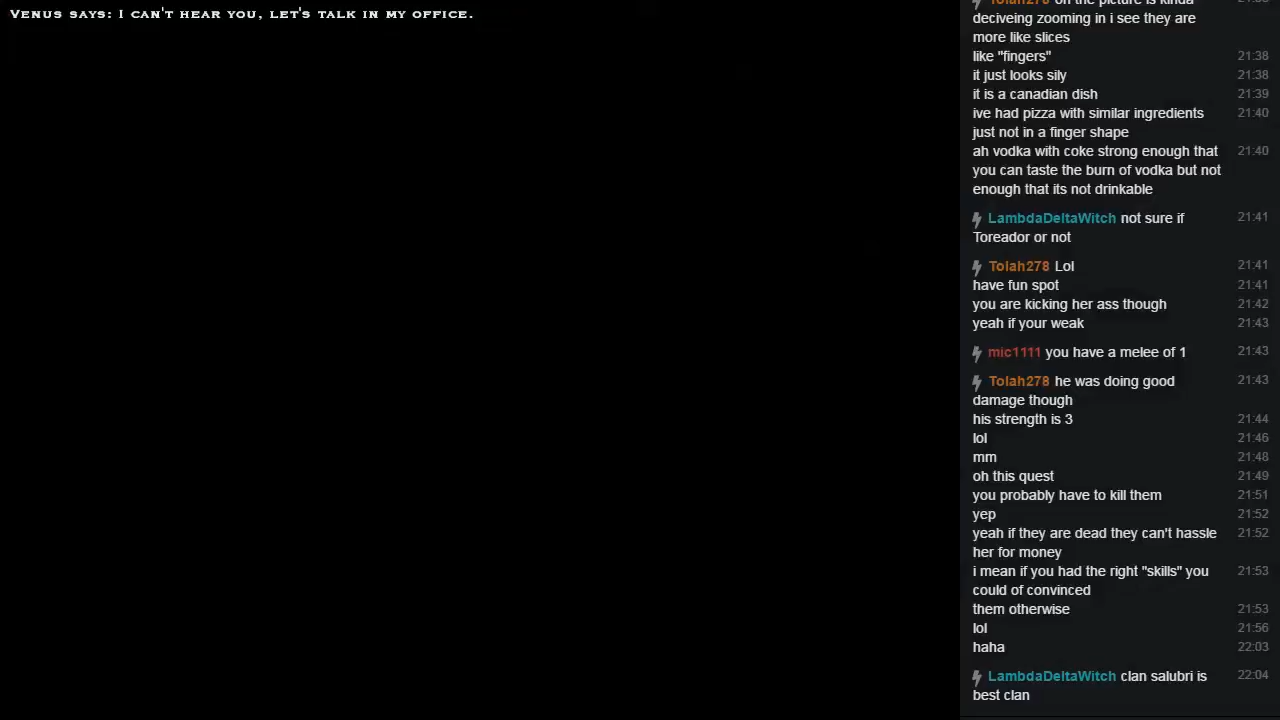 Venus says: I can't hear you, let's talk in my office.
deciveing zooming in i see they are
more like slices
like "fingers" 21:38
it just looks sily 21:38
it is a canadian dish 21:39
ive had pizza with similar ingredients 21:40
just not in a finger shape
ah vodka with coke strong enough that 21:40
you can taste the burn of vodka but not
enough that its not drinkable
LambdaDeltaWitch not sure if 21:41
Toreador or not
Tolah278 Lol 21:41
have fun spot 21:41
you are kicking her ass though 21:42
yeah if your weak 21:43
mic1111 you have a melee of 1 21:43
Tolah278 he was doing good 21:43
damage though
his strength is 3 21:44
lol 21:46
mm 21:48
oh this quest 21:49
you probably have to kill them 21:51
yep 21:52
yeah if they are dead they can't hassle 21:52
her for money
i mean if you had the right "skills" you 21:53
could of convinced
them otherwise 21:53
lol 21:56
haha 22:03
LambdaDeltaWitch clan salubri is 22:04
best clan